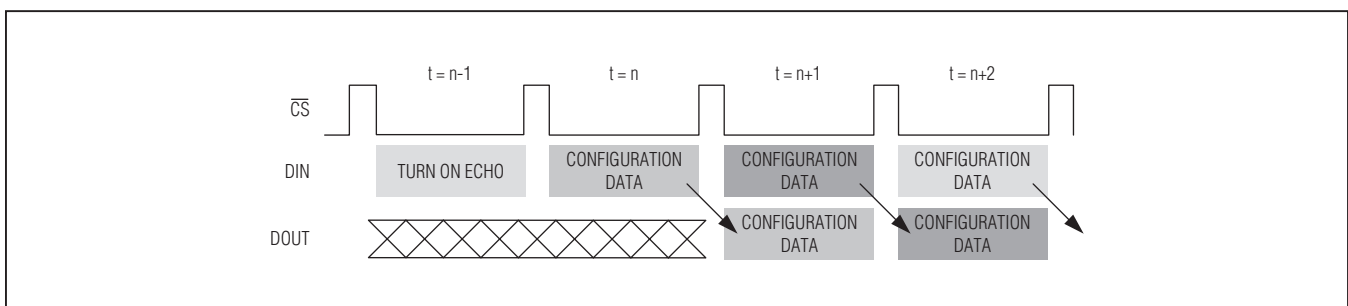 t = n-1 t = n t = n+1 t = n+2
CS
DIN TURN ON ECHO CONFIGURATION DATA CONFIGURATION DATA CONFIGURATION DATA
DOUT CONFIGURATION DATA CONFIGURATION DATA